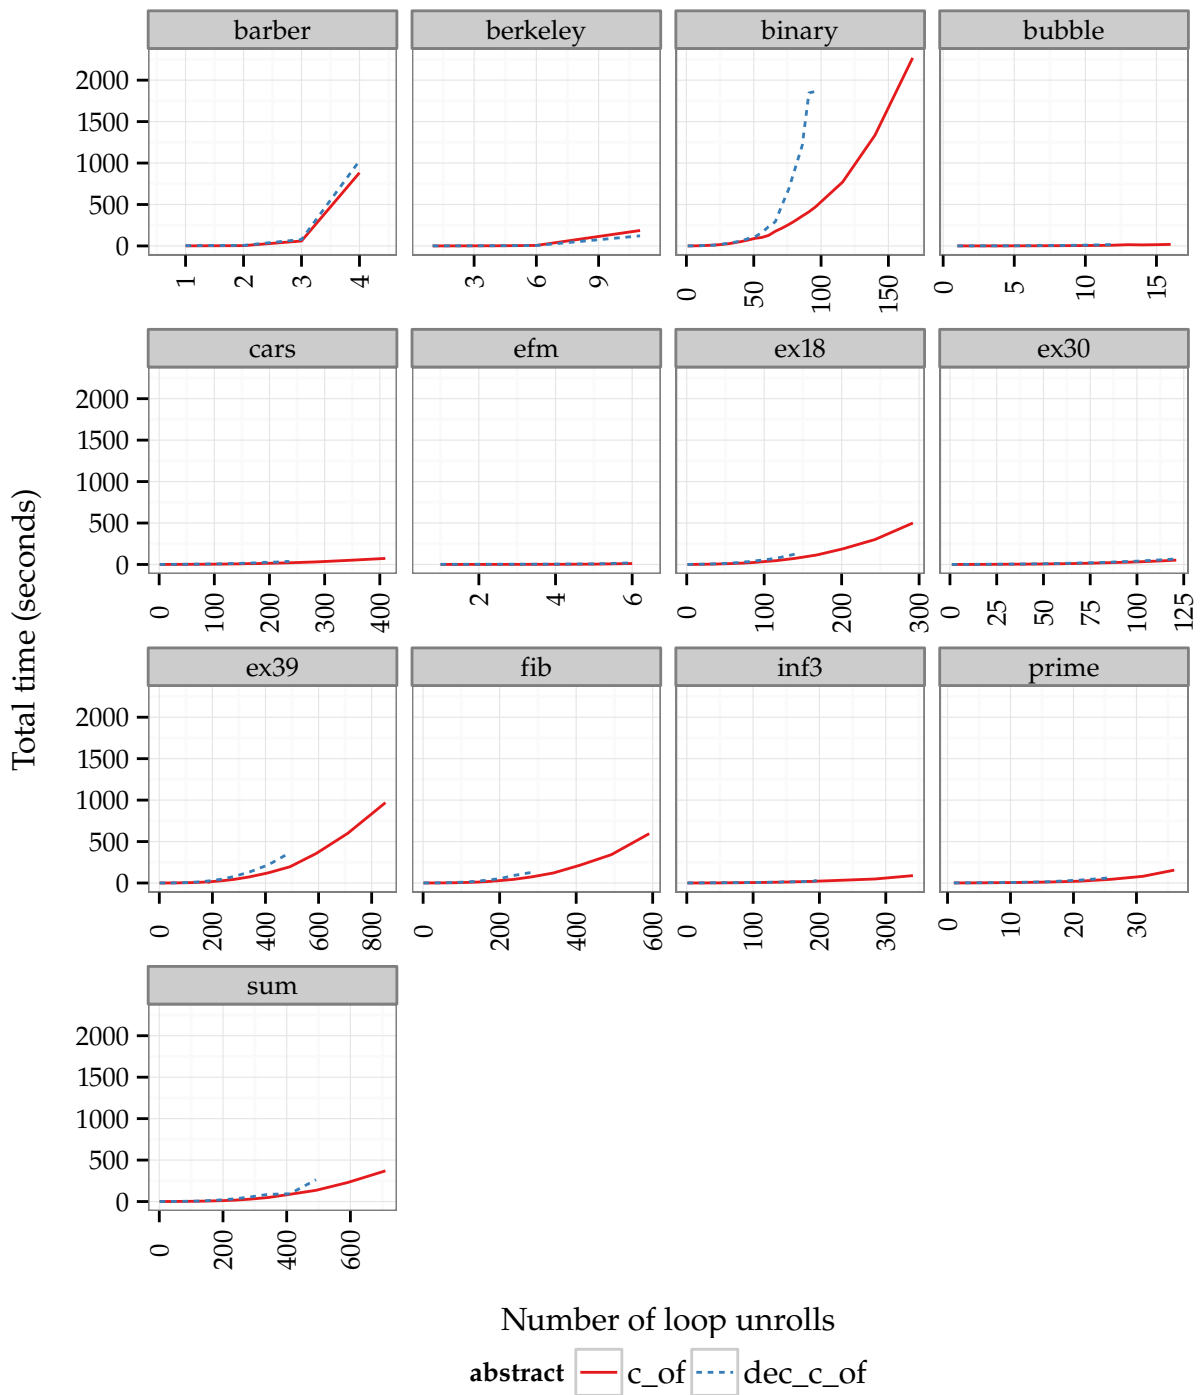 barber berkeley binary bubble
2000
1500
1000
500
0
1 2 3 4 3 6 9 0 50 100 150 0 5 10 15
cars efm ex18 ex30
2000
1500
1000
500
0
0 100 200 300 400 2 4 6 0 100 200 300 0 25 50 75 100 125
Total time (seconds)
ex39 fib inf3 prime
2000
1500
1000
500
0
0 200 400 600 800 0 200 400 600 0 100 200 300 0 10 20 30
sum
2000
1500
1000
500
0
0 200 400 600
Number of loop unrolls
abstract c_of dec_c_of